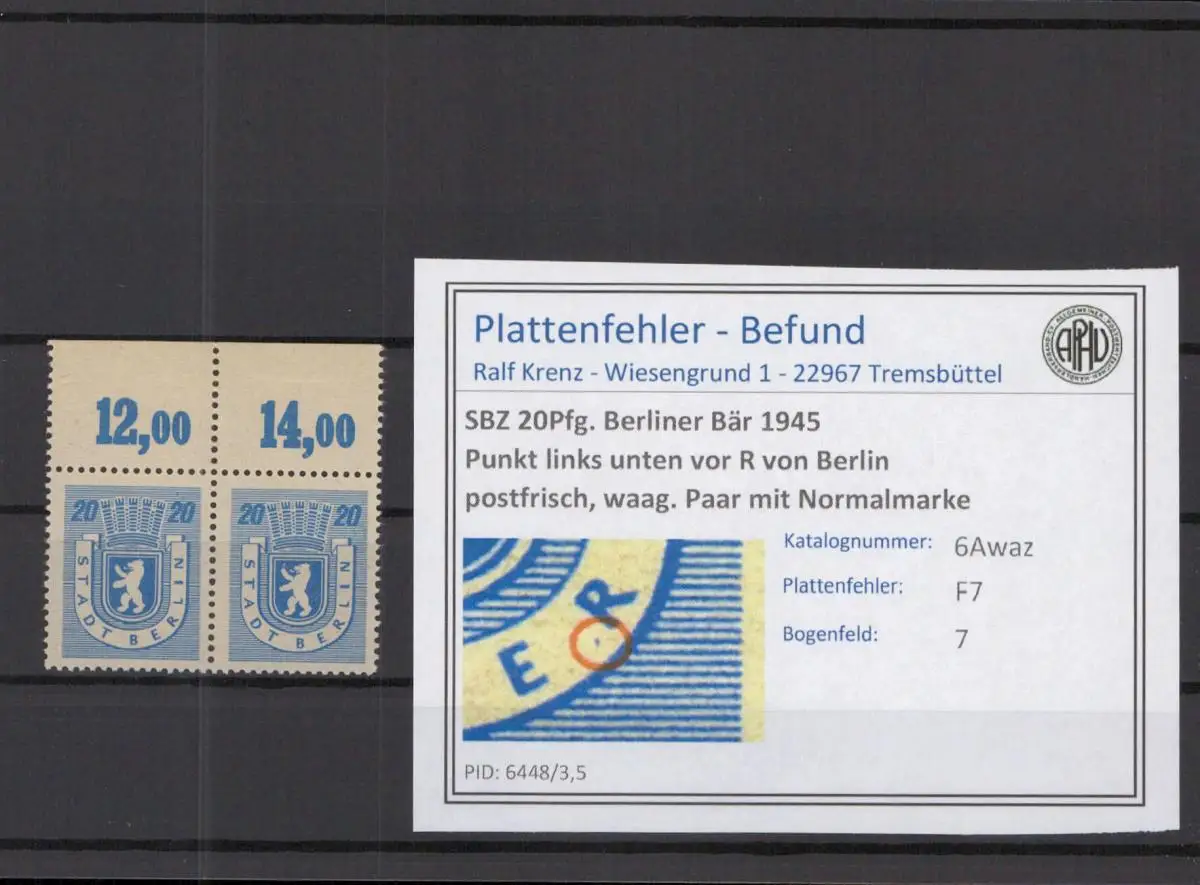 12,00 14,00
20 20 20 20
STADT BERLIN STADT BERLIN
Plattenfehler - Befund
Ralf Krenz - Wiesengrund 1 - 22967 Tremsbüttel
APHV
SBZ 20Pfg. Berliner Bär 1945
Punkt links unten vor R von Berlin
postfrisch, waag. Paar mit Normalmarke
E R
Katalognummer: 6Awaz
Plattenfehler: F7
Bogenfeld: 7
PID: 6448/3,5